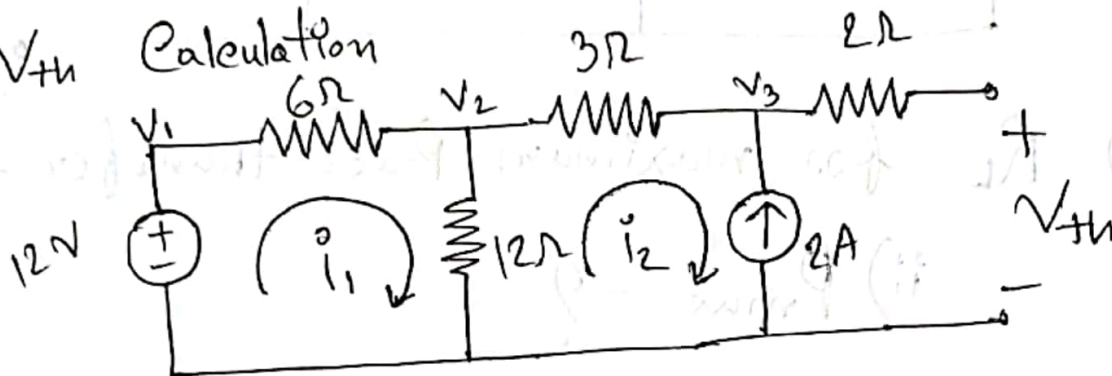 Vth Calculation
6Ω
3Ω
2Ω
V1
V2
V3
12V
+
-
i1
12Ω
i2
2A
+
Vth
-